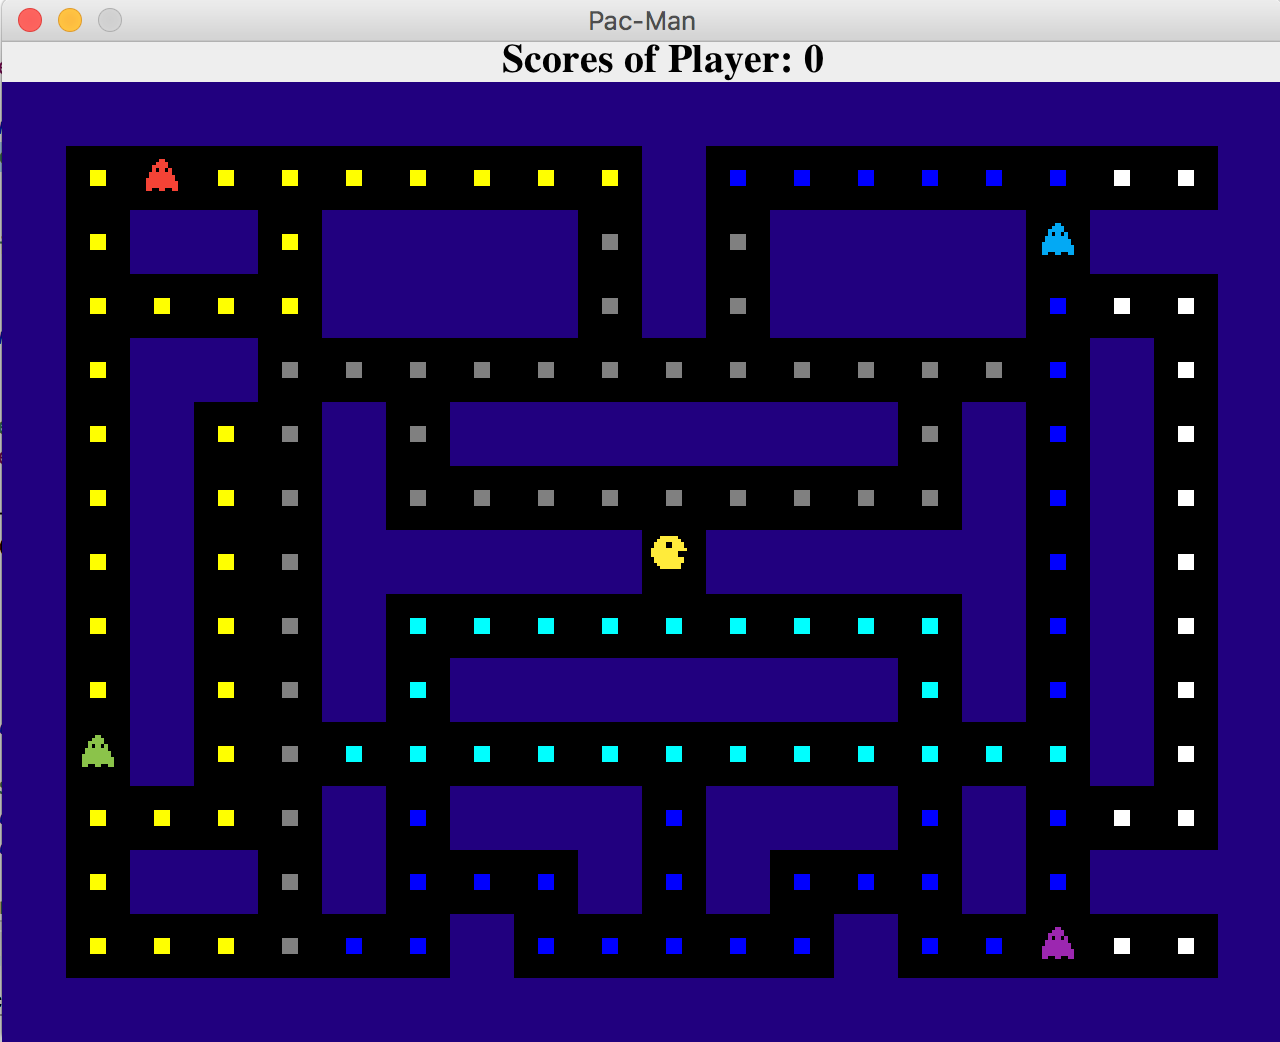 Pac-Man
Scores of Player: 0